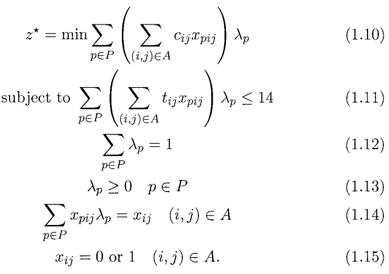 z⋆ = min ∑_{p∈P} ( ∑_{(i,j)∈A} c_{ij}x_{pij} ) λ_p (1.10)
subject to ∑_{p∈P} ( ∑_{(i,j)∈A} t_{ij}x_{pij} ) λ_p ≤ 14 (1.11)
∑_{p∈P} λ_p = 1 (1.12)
λ_p ≥ 0 p ∈ P (1.13)
∑_{p∈P} x_{pij}λ_p = x_{ij} (i, j) ∈ A (1.14)
x_{ij} = 0 or 1 (i, j) ∈ A. (1.15)